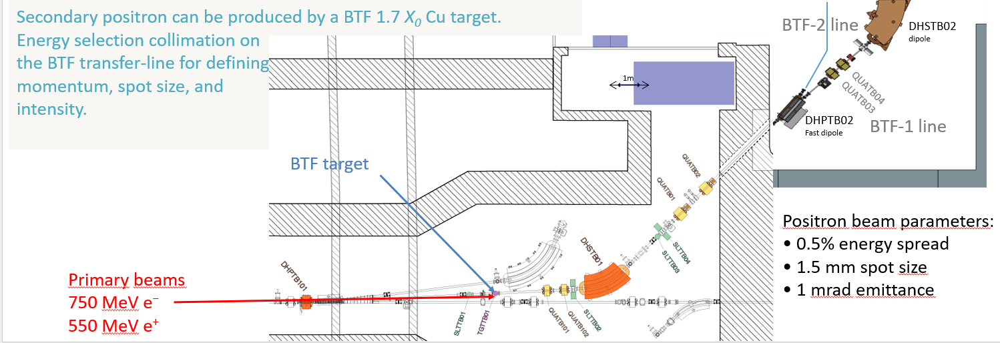 Secondary positron can be produced by a BTF 1.7 X₀ Cu target.
Energy selection collimation on
the BTF transfer-line for defining
momentum, spot size, and
intensity.
BTF-2 line
DHSTB02
dipole
1m
QUATB04
QUATB03
DHPTB02
Fast dipole
BTF-1 line
BTF target
QUATB02
QUATB01
Positron beam parameters:
• 0.5% energy spread
• 1.5 mm spot size
• 1 mrad emittance
DHSTB01
SLTTB04
SLTTB03
DHPTB101
Primary beams
750 MeV e⁻
550 MeV e⁺
SLTTB01
TGTTB01
QUATB101
QUATB102
SLTTB02